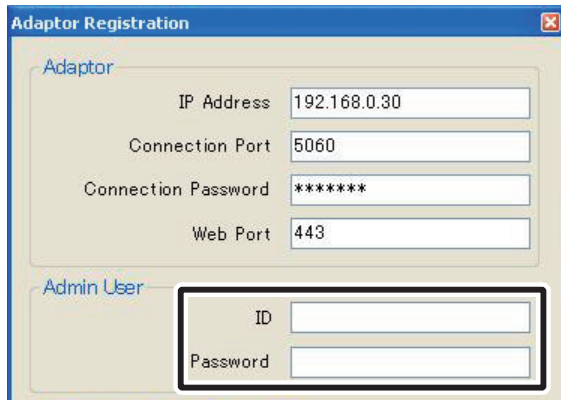 Adaptor Registration
Adaptor
IP Address 192.168.0.30
Connection Port 5060
Connection Password *******
Web Port 443
Admin User
ID
Password